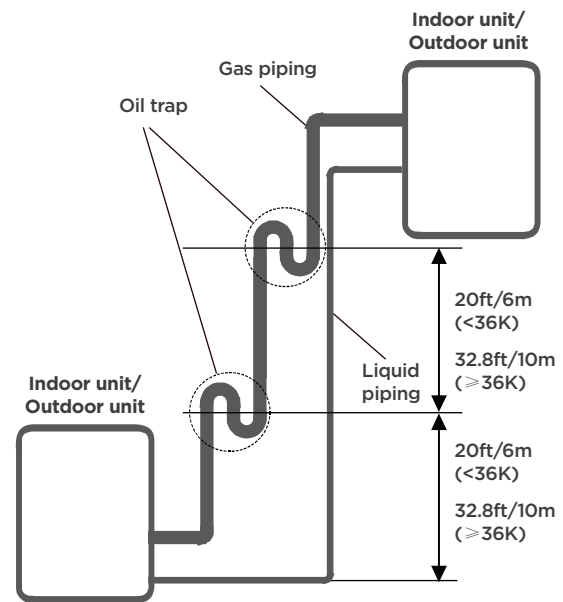 Indoor unit/
Outdoor unit
Gas piping
Oil trap
20ft/6m
(<36K)
32.8ft/10m
(⩾36K)
Liquid
piping
Indoor unit/
Outdoor unit
20ft/6m
(<36K)
32.8ft/10m
(⩾36K)